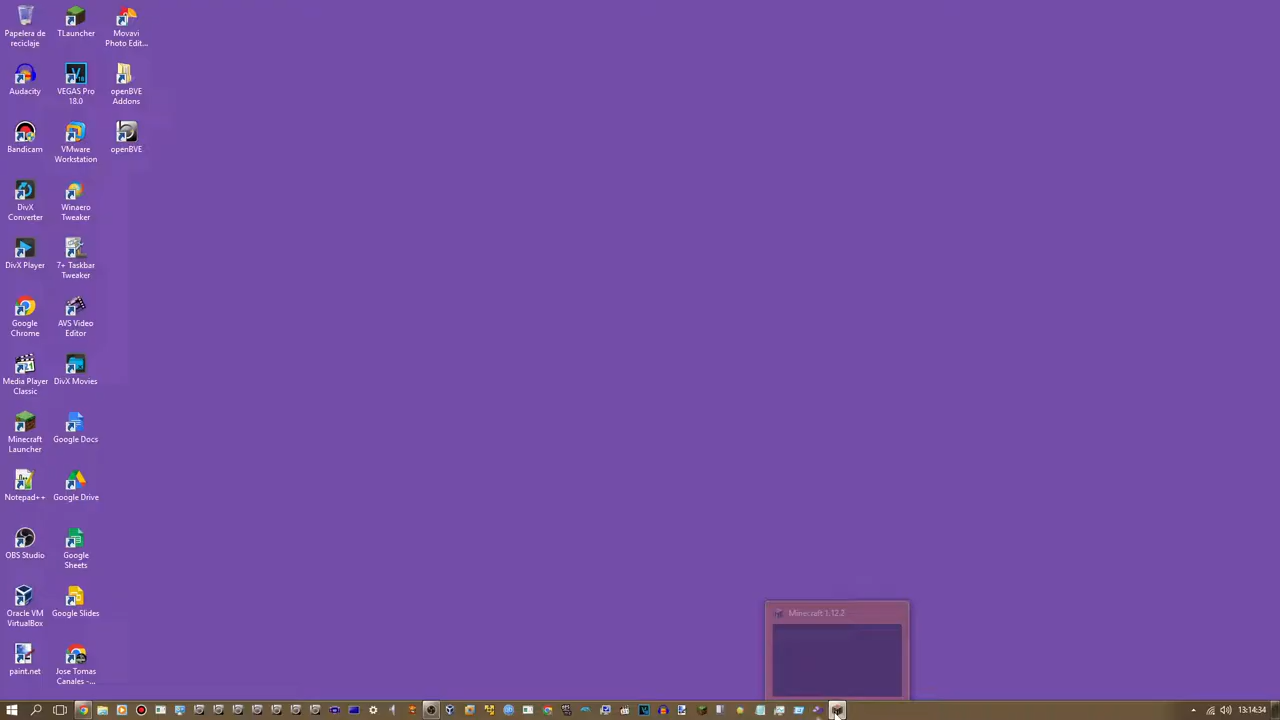 Papelera de
reciclaje
TLauncher
Movavi
Photo Edit...
Audacity
VEGAS Pro
18.0
openBVE
Addons
Bandicam
VMware
Workstation
openBVE
DivX
Converter
Winaero
Tweaker
DivX Player
7+ Taskbar
Tweaker
Google
Chrome
AVS Video
Editor
Media Player
Classic
DivX Movies
Minecraft
Launcher
Google Docs
Notepad++
Google Drive
OBS Studio
Google
Sheets
Oracle VM
VirtualBox
Google Slides
paint.net
Jose Tomas
Canales -...
Minecraft 1.12.2
13:14:34